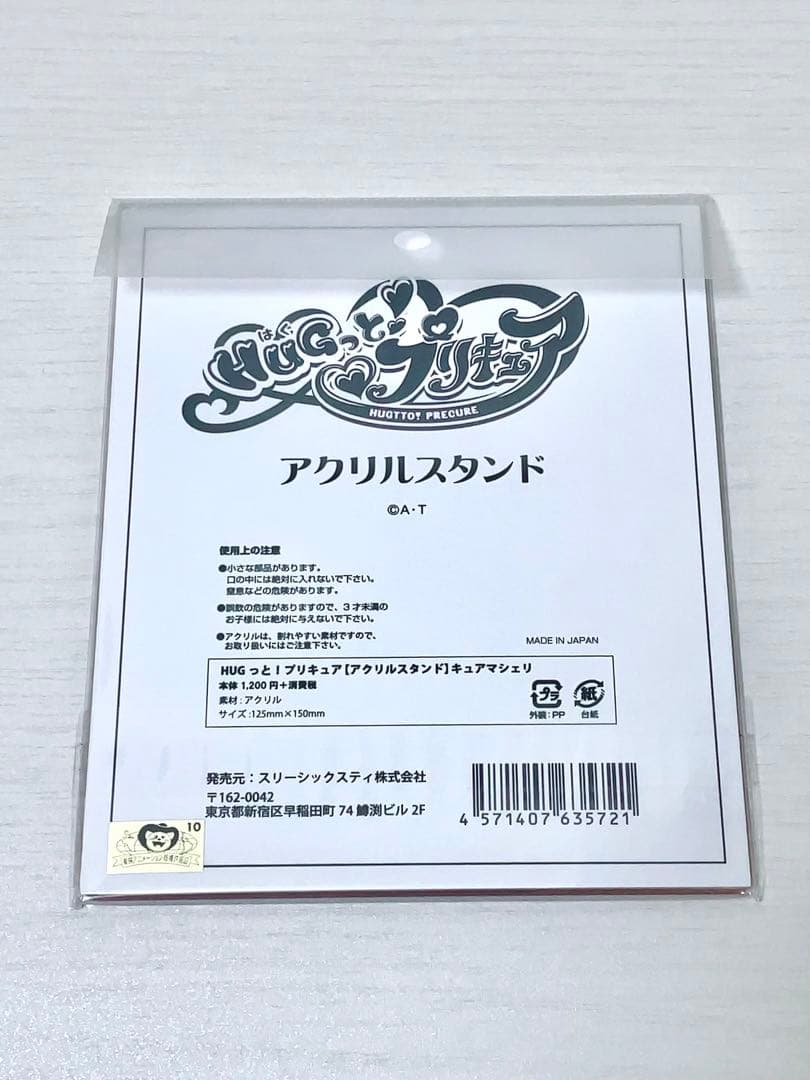 はぐ
HUGっと!プリキュア
HUGTTO! PRECURE
アクリルスタンド
©A・T
使用上の注意
●小さな部品があります。
口の中には絶対に入れないで下さい。
窒息などの危険があります。
●誤飲の危険がありますので、3才未満の
お子様には絶対に与えないで下さい。
●アクリルは、割れやすい素材ですので、
お取り扱いにはご注意下さい。
MADE IN JAPAN
HUGっと!プリキュア【アクリルスタンド】キュアマシェリ
本体 1,200 円+消費税
素材:アクリル
サイズ:125mm×150mm
プラ
外装:PP
紙
台紙
発売元:スリーシックスティ株式会社
〒162-0042
東京都新宿区早稲田町 74 鱒渕ビル 2F
4 571407 635721
10
東映アニメーション